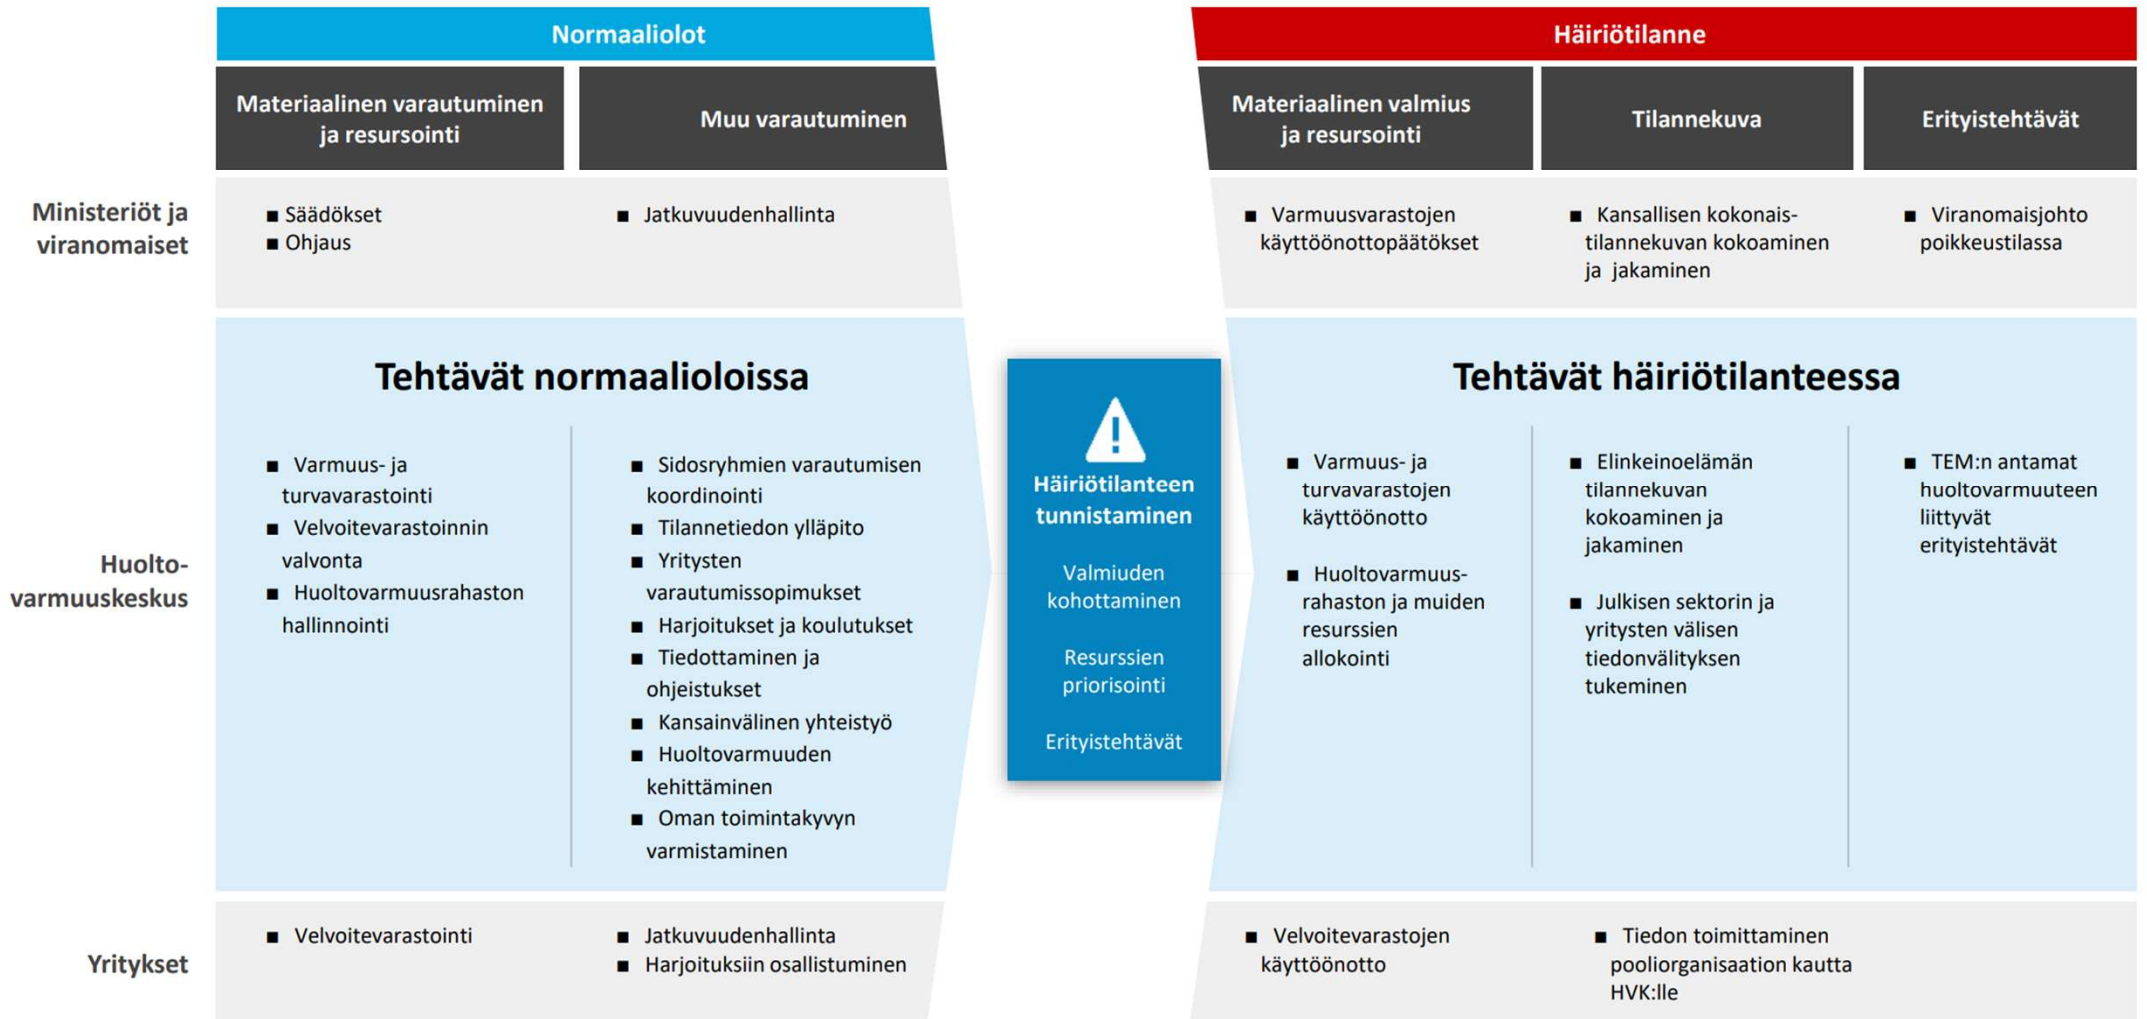 Normaaliolot
Häiriötilanne
Materiaalinen varautuminen
ja resursointi
Muu varautuminen
Materiaalinen valmius
ja resursointi
Tilannekuva
Erityistehtävät
Ministeriöt ja
viranomaiset
■ Säädökset
■ Ohjaus
■ Jatkuvuudenhallinta
■ Varmuusvarastojen
käyttöönottopäätökset
■ Kansallisen kokonais-
tilannekuvan kokoaminen
ja jakaminen
■ Viranomaisjohto
poikkeustilassa
Huolto-
varmuuskeskus
Tehtävät normaalioloissa
■ Varmuus- ja
turvavarastointi
■ Velvoitevarastoinnin
valvonta
■ Huoltovarmuusrahaston
hallinnointi
■ Sidosryhmien varautumisen
koordinointi
■ Tilannetiedon ylläpito
■ Yritysten
varautumissopimukset
■ Harjoitukset ja koulutukset
■ Tiedottaminen ja
ohjeistukset
■ Kansainvälinen yhteistyö
■ Huoltovarmuuden
kehittäminen
■ Oman toimintakyvyn
varmistaminen
Häiriötilanteen
tunnistaminen
Valmiuden
kohottaminen
Resurssien
priorisointi
Erityistehtävät
Tehtävät häiriötilanteessa
■ Varmuus- ja
turvavarastojen
käyttöönotto
■ Huoltovarmuus-
rahaston ja muiden
resurssien
allokointi
■ Elinkeinoelämän
tilannekuvan
kokoaminen ja
jakaminen
■ Julkisen sektorin ja
yritysten välisen
tiedonvälityksen
tukeminen
■ TEM:n antamat
huoltovarmuuteen
liittyvät
erityistehtävät
Yritykset
■ Velvoitevarastointi
■ Jatkuvuudenhallinta
■ Harjoituksiin osallistuminen
■ Velvoitevarastojen
käyttöönotto
■ Tiedon toimittaminen
pooliorganisaation kautta
HVK:lle